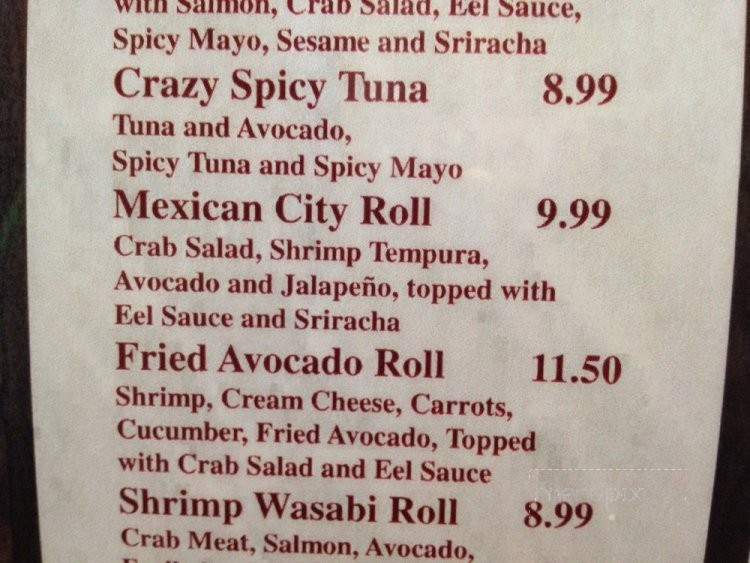 with Salmon, Crab Salad, Eel Sauce,
Spicy Mayo, Sesame and Sriracha
Crazy Spicy Tuna 8.99
Tuna and Avocado,
Spicy Tuna and Spicy Mayo
Mexican City Roll 9.99
Crab Salad, Shrimp Tempura,
Avocado and Jalapeño, topped with
Eel Sauce and Sriracha
Fried Avocado Roll 11.50
Shrimp, Cream Cheese, Carrots,
Cucumber, Fried Avocado, Topped
with Crab Salad and Eel Sauce
menupix
Shrimp Wasabi Roll 8.99
Crab Meat, Salmon, Avocado,